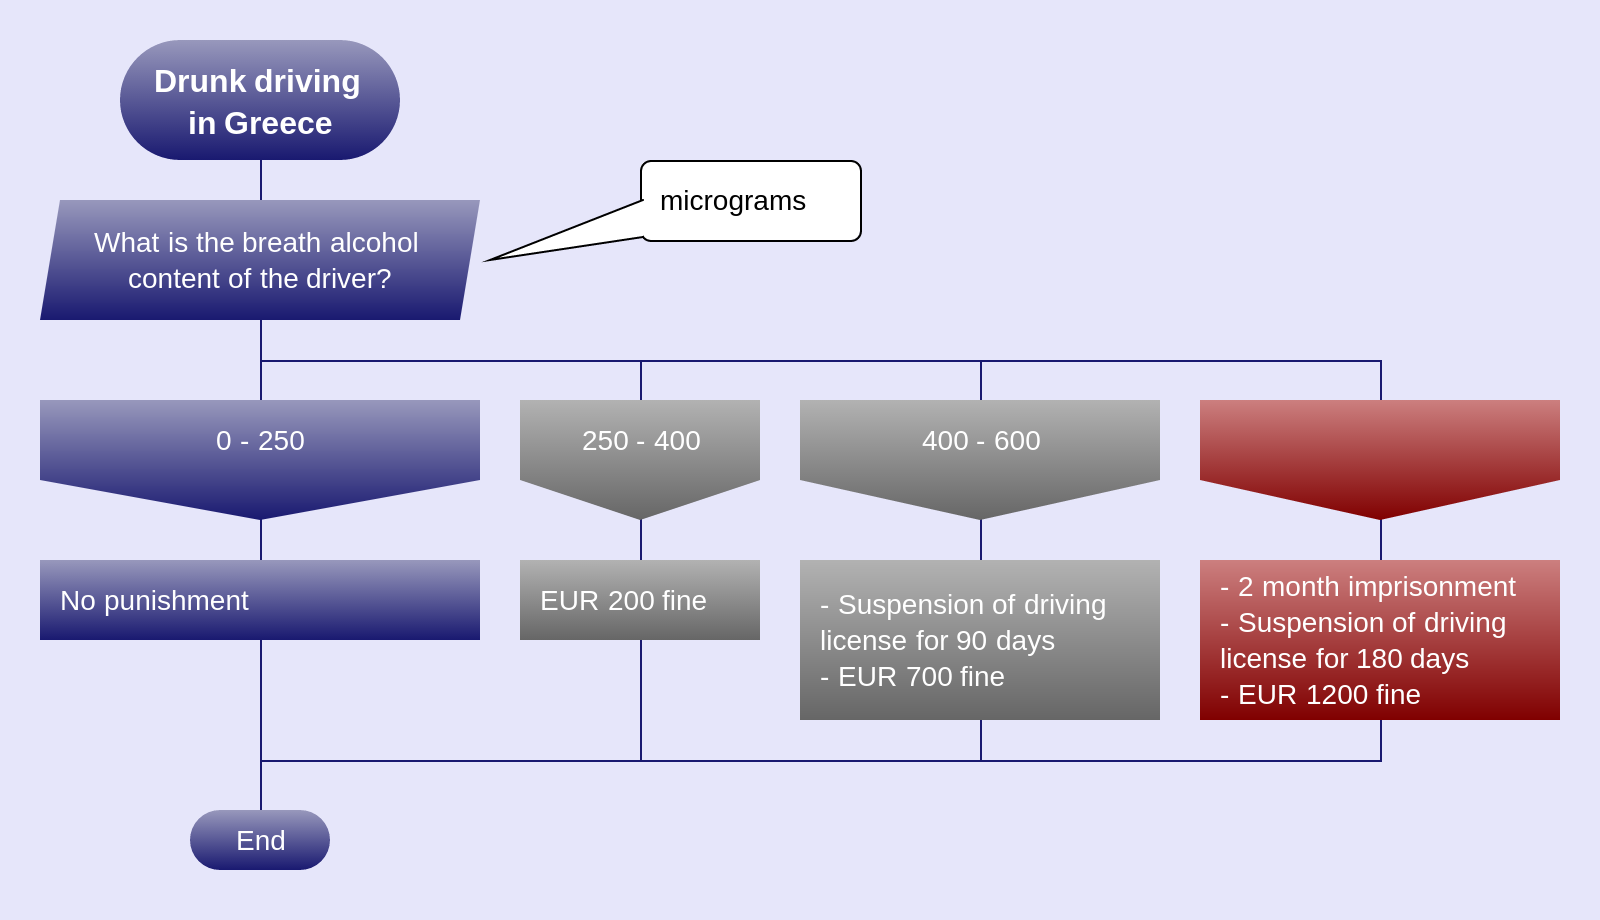 Drunk driving
in Greece
micrograms
What is the breath alcohol
content of the driver?
0 - 250
250 - 400
400 - 600
No punishment
EUR 200 fine
- Suspension of driving
license for 90 days
- EUR 700 fine
- 2 month imprisonment
- Suspension of driving
license for 180 days
- EUR 1200 fine
End